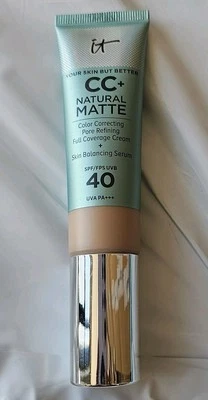 it
YOUR SKIN BUT BETTER
CC+
NATURAL
MATTE
Color Correcting
Pore Refining
Full Coverage Cream
+
Skin Balancing Serum
SPF/FPS UVB
40
UVA PA+++